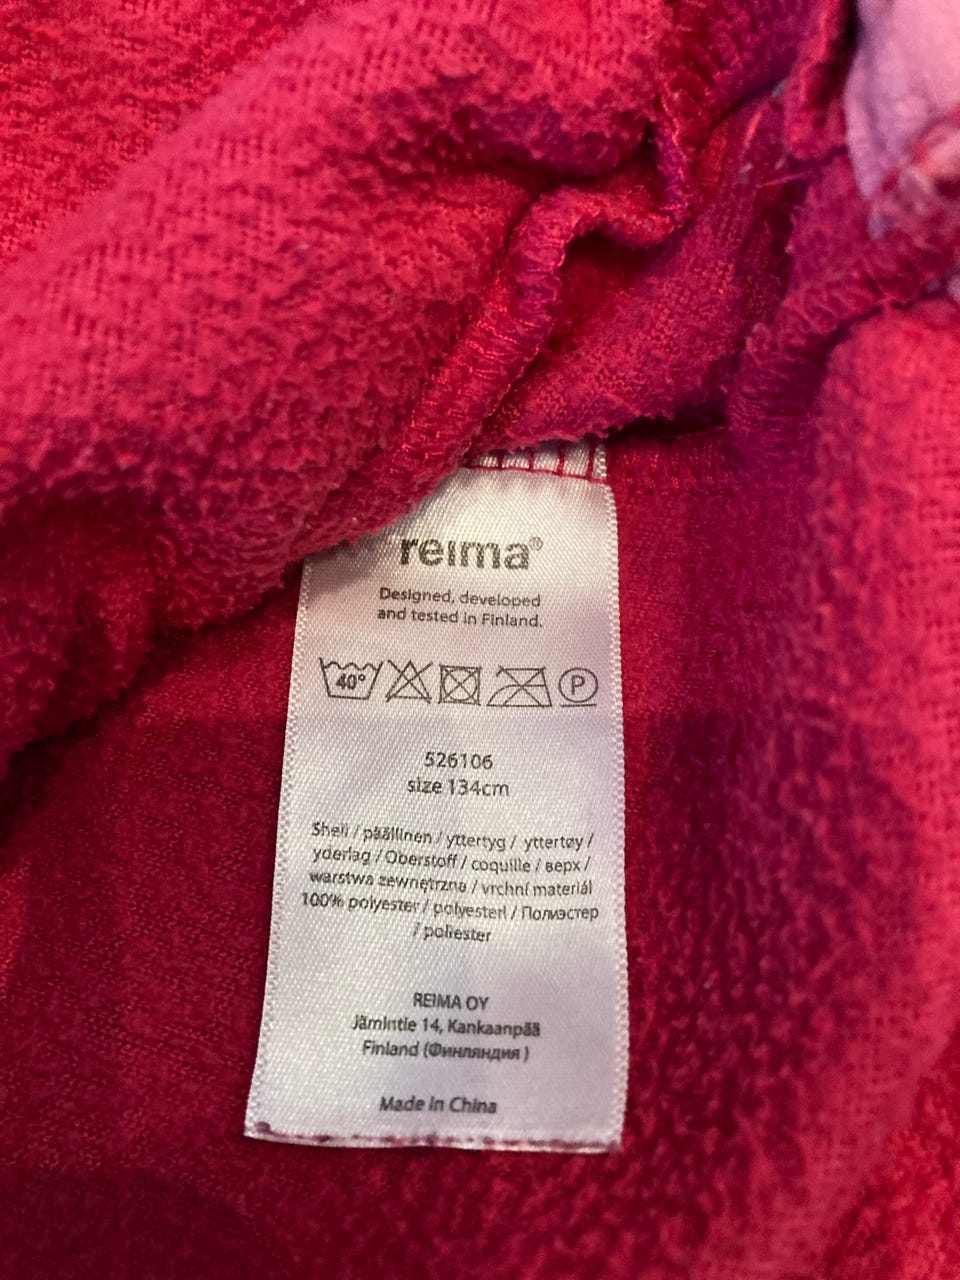 reima®
Designed, developed
and tested in Finland.
40° P
526106
size 134cm
Shell / päällinen / yttertyg / yttertøy /
yderlag / Oberstoff / coquille / верх /
warstwa zewnętrzna / vrchní materiál
100% polyester / polyesteri / Полиэстер
/ poliester
REIMA OY
Jämintie 14, Kankaanpää
Finland (Финляндия )
Made in China